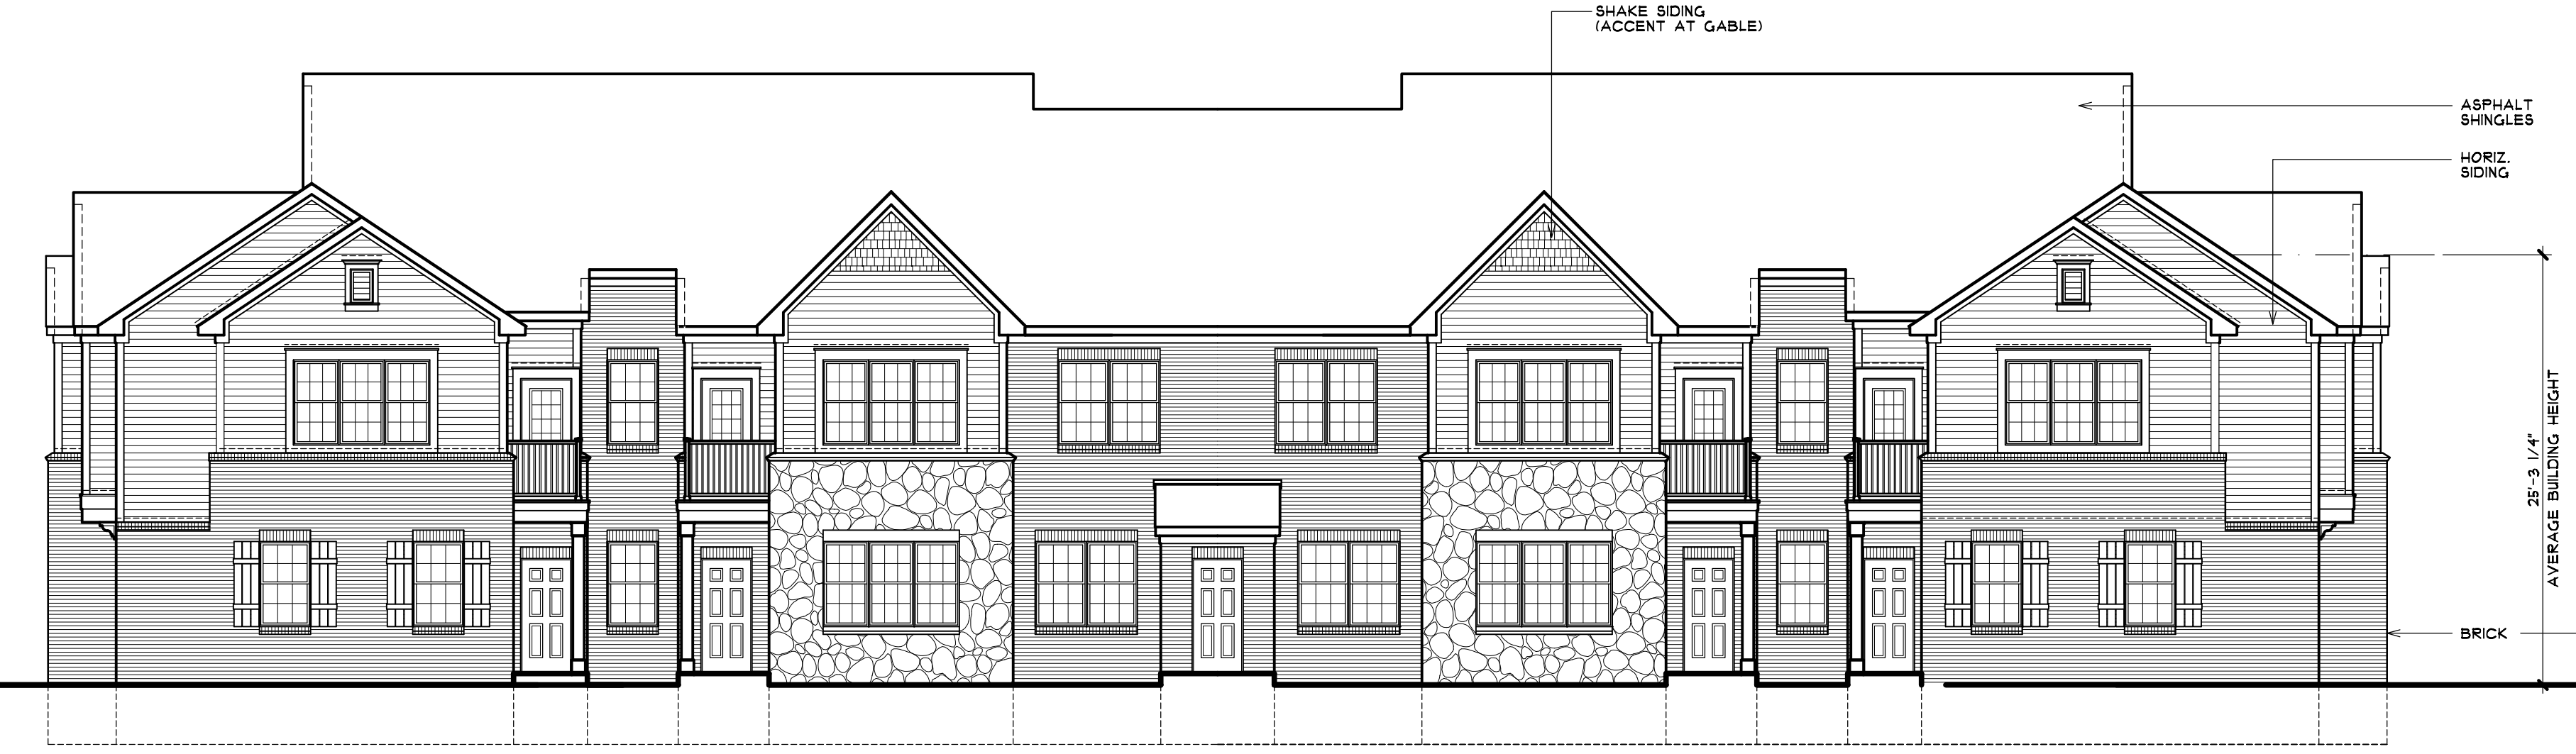 SHAKE SIDING
(ACCENT AT GABLE)
ASPHALT
SHINGLES
HORIZ.
SIDING
25'-3 1/4"
AVERAGE BUILDING HEIGHT
BRICK